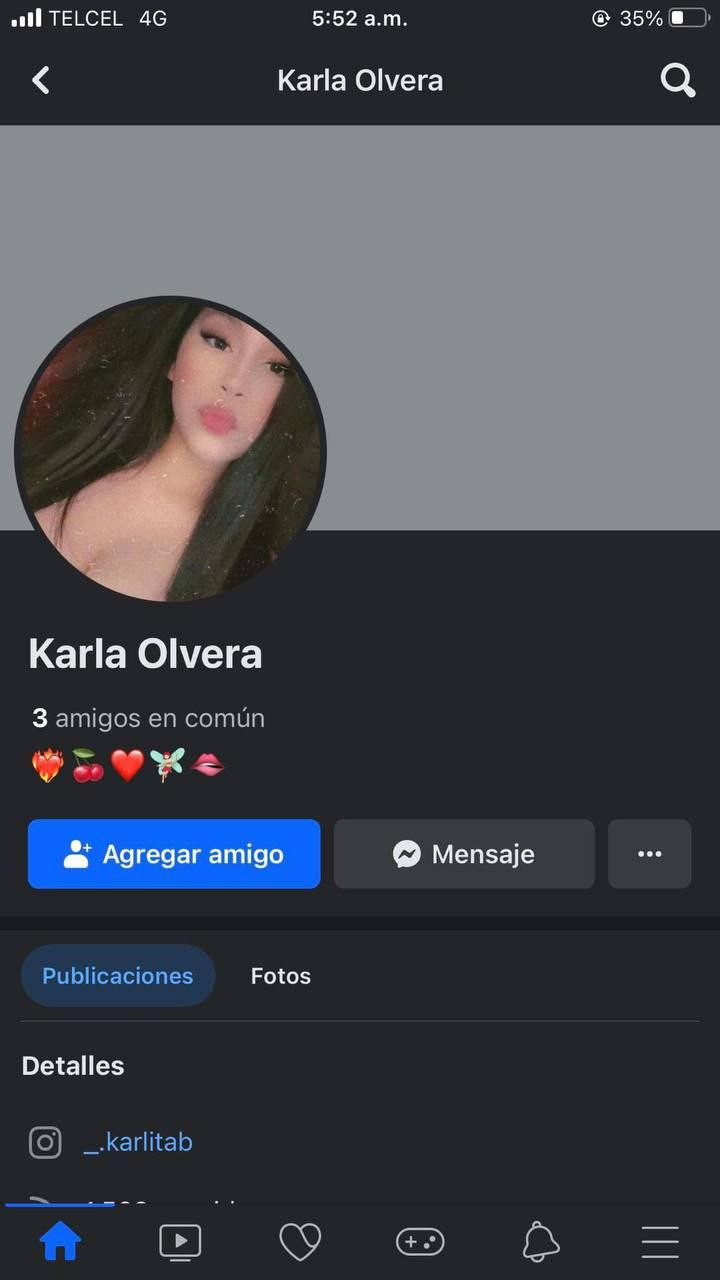 TELCEL 4G 5:52 a.m. 35%
Karla Olvera
Karla Olvera
3 amigos en común
Agregar amigo Mensaje
Publicaciones Fotos
Detalles
_.karlitab